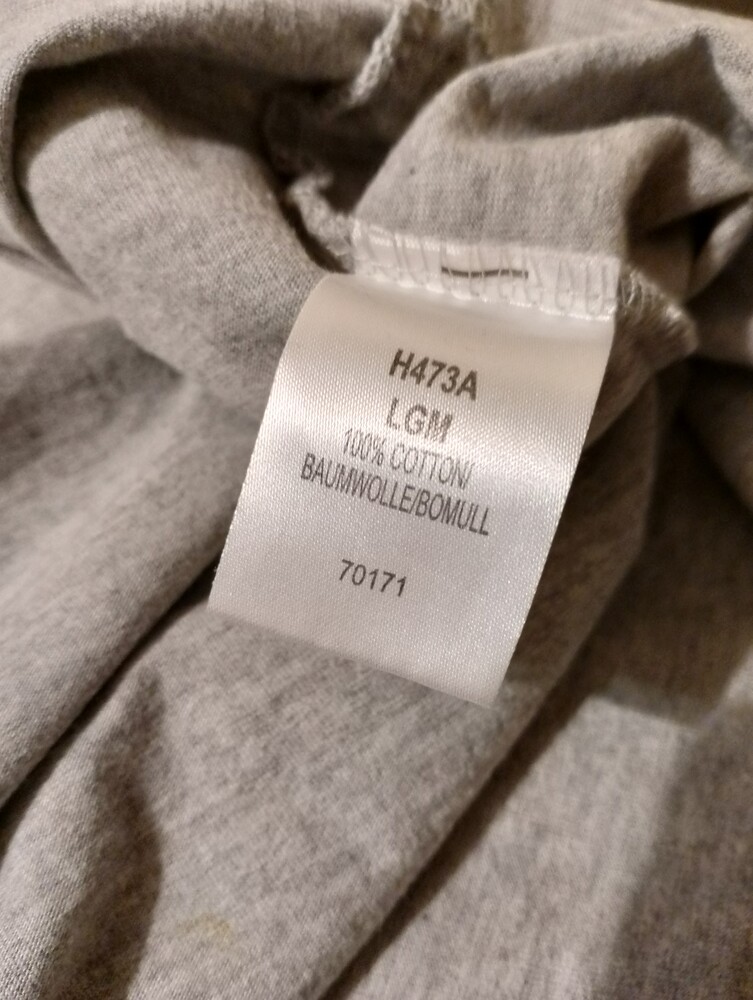 H473A
LGM
100% COTTON/
BAUMWOLLE/BOMULL
70171